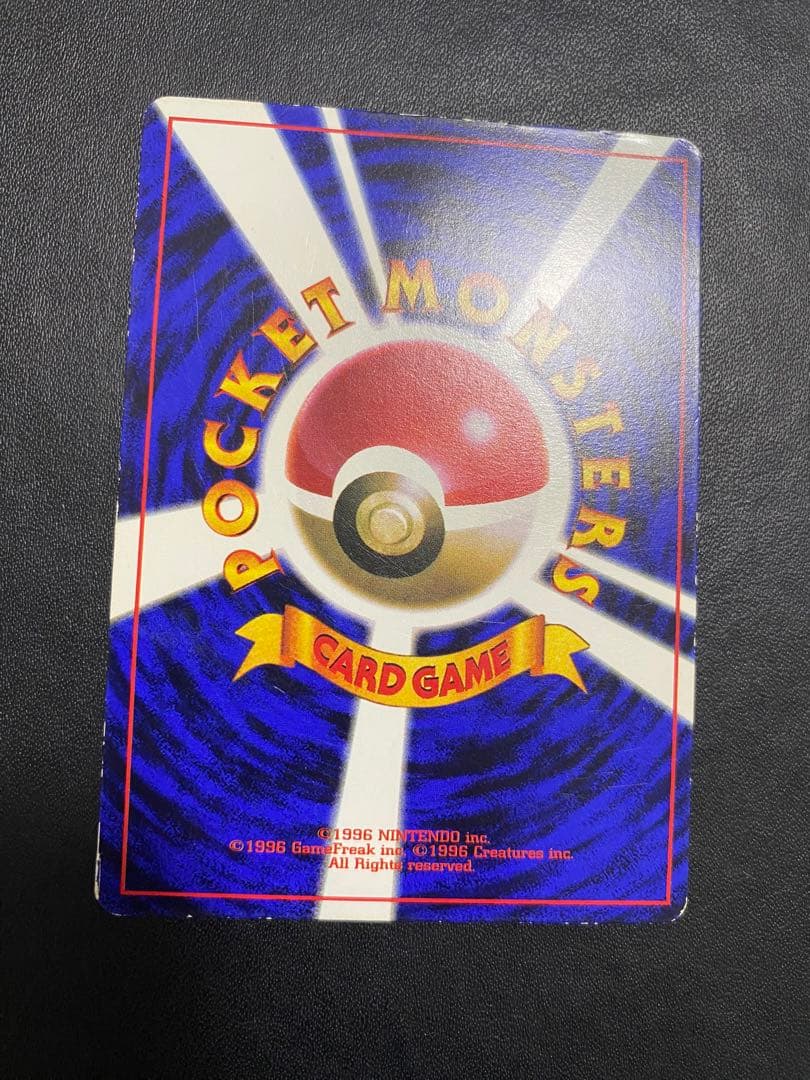 POCKET MONSTERS
CARD GAME
©1996 NINTENDO inc.
©1996 GameFreak inc. ©1996 Creatures inc.
All Rights reserved.